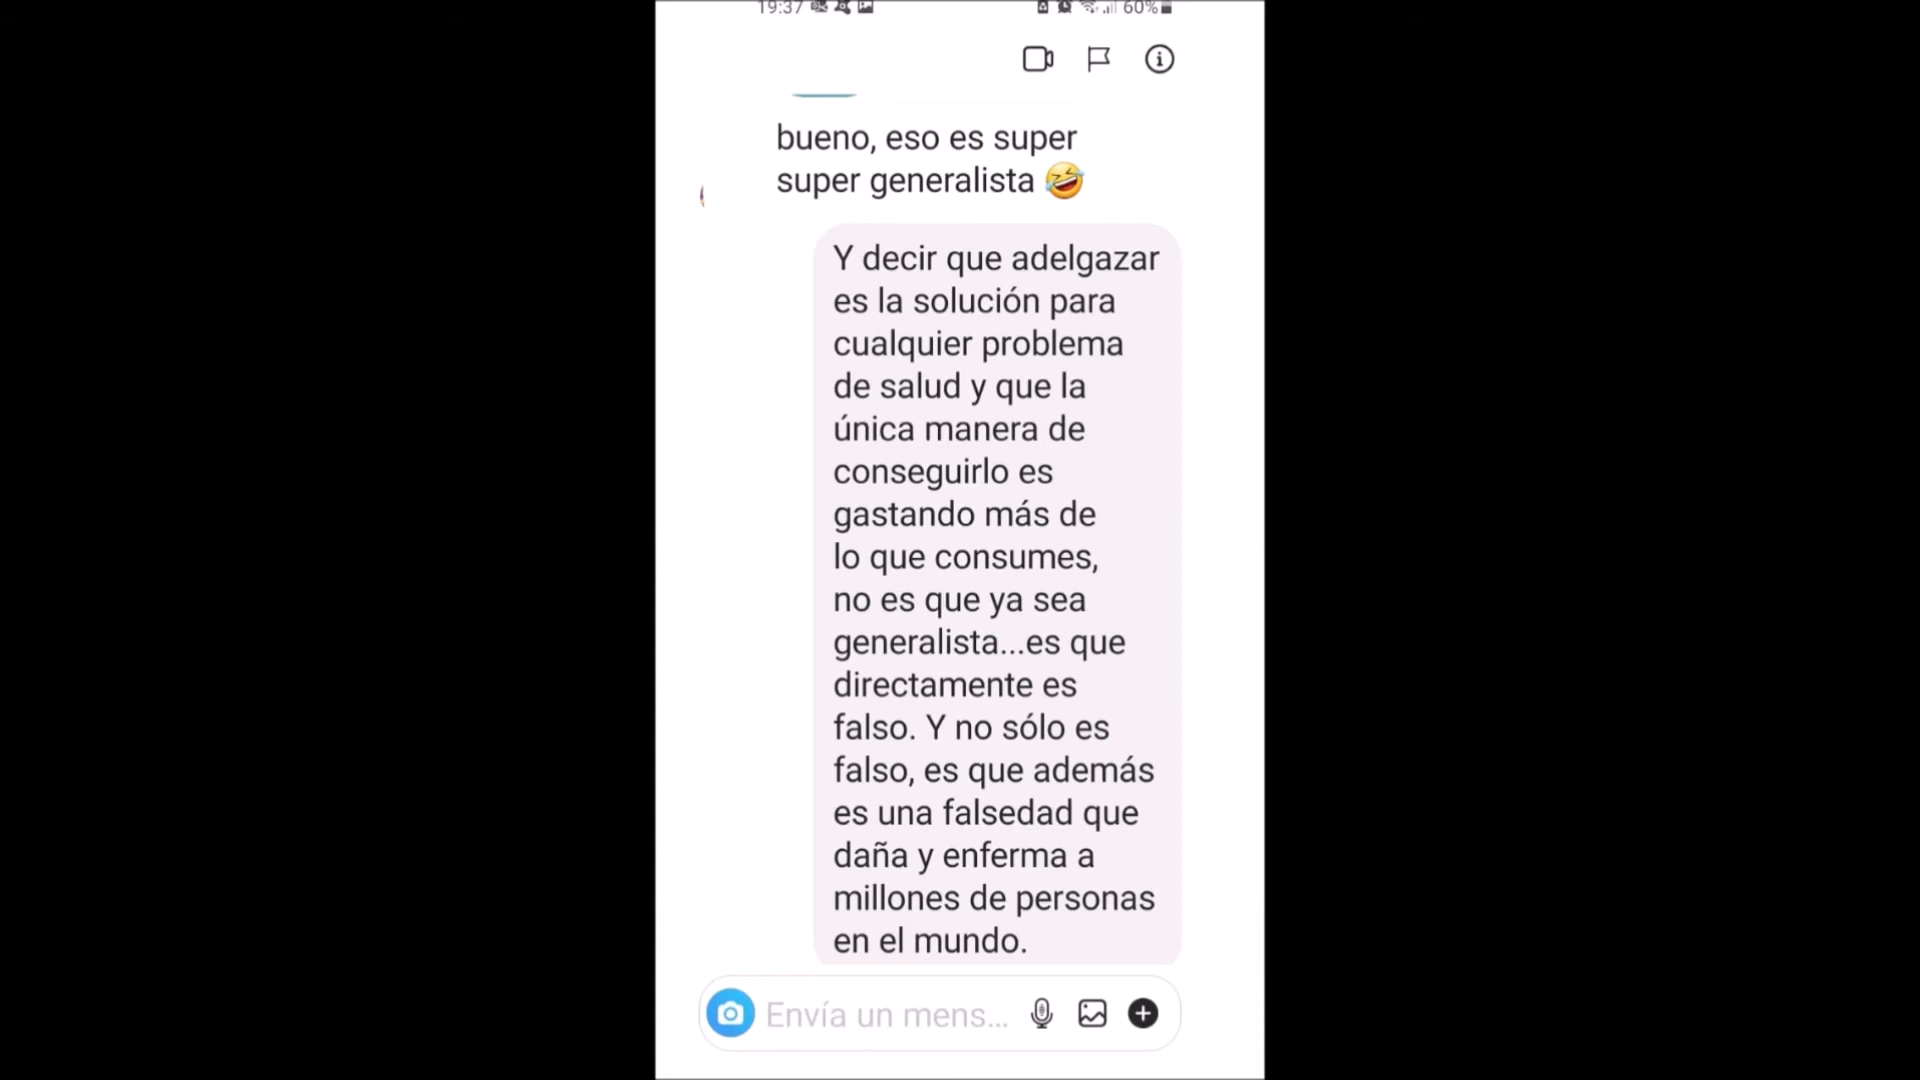 19:37
60%
bueno, eso es super
super generalista 🤣
Y decir que adelgazar
es la solución para
cualquier problema
de salud y que la
única manera de
conseguirlo es
gastando más de
lo que consumes,
no es que ya sea
generalista...es que
directamente es
falso. Y no sólo es
falso, es que además
es una falsedad que
daña y enferma a
millones de personas
en el mundo.
Envía un mens...